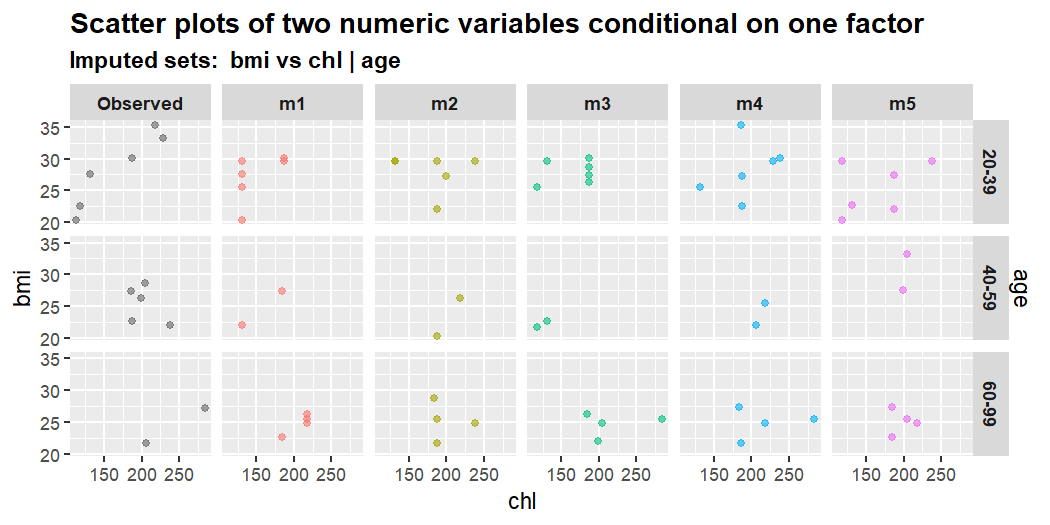 Scatter plots of two numeric variables conditional on one factor
Imputed sets:  bmi vs chl | age
Observed m1 m2 m3 m4 m5
35
30
25
20
20-39
35
30
25
20
40-59
bmi
age
35
30
25
20
60-99
150 200 250 150 200 250 150 200 250 150 200 250 150 200 250 150 200 250
chl